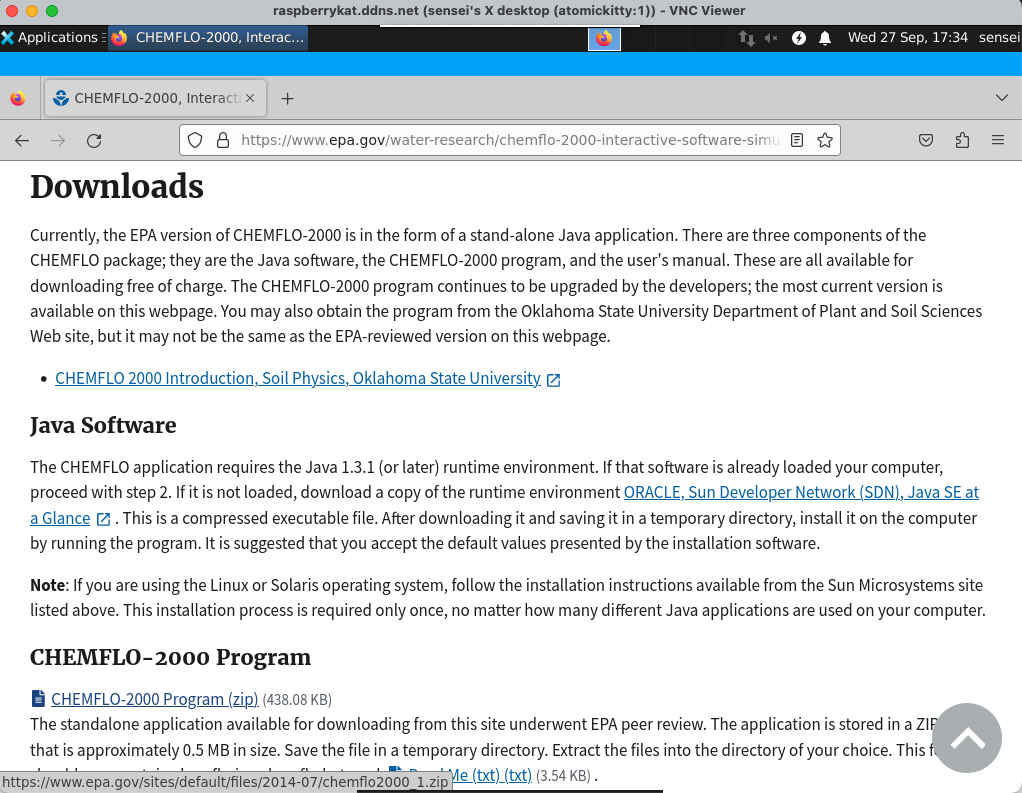 raspberrykat.ddns.net (sensei's X desktop (atomickitty:1)) - VNC Viewer
Applications CHEMFLO-2000, Interac... Wed 27 Sep, 17:34 sensei
CHEMFLO-2000, Interacti
https://www.epa.gov/water-research/chemflo-2000-interactive-software-simu
Downloads
Currently, the EPA version of CHEMFLO-2000 is in the form of a stand-alone Java application. There are three components of the
CHEMFLO package; they are the Java software, the CHEMFLO-2000 program, and the user's manual. These are all available for
downloading free of charge. The CHEMFLO-2000 program continues to be upgraded by the developers; the most current version is
available on this webpage. You may also obtain the program from the Oklahoma State University Department of Plant and Soil Sciences
Web site, but it may not be the same as the EPA-reviewed version on this webpage.
• CHEMFLO 2000 Introduction, Soil Physics, Oklahoma State University
Java Software
The CHEMFLO application requires the Java 1.3.1 (or later) runtime environment. If that software is already loaded your computer,
proceed with step 2. If it is not loaded, download a copy of the runtime environment ORACLE, Sun Developer Network (SDN), Java SE at
a Glance . This is a compressed executable file. After downloading it and saving it in a temporary directory, install it on the computer
by running the program. It is suggested that you accept the default values presented by the installation software.
Note: If you are using the Linux or Solaris operating system, follow the installation instructions available from the Sun Microsystems site
listed above. This installation process is required only once, no matter how many different Java applications are used on your computer.
CHEMFLO-2000 Program
CHEMFLO-2000 Program (zip) (438.08 KB)
The standalone application available for downloading from this site underwent EPA peer review. The application is stored in a ZIP
that is approximately 0.5 MB in size. Save the file in a temporary directory. Extract the files into the directory of your choice. This
Me (txt) (txt) (3.54 KB) .
https://www.epa.gov/sites/default/files/2014-07/chemflo2000_1.zip